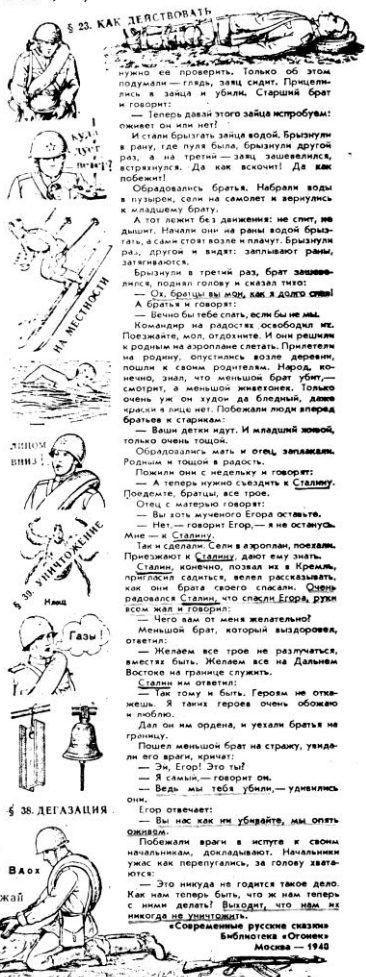 § 23. КАК ДЕЙСТВОВАТЬ
нужно ее проверить. Только об этом
подумали — глядь, заяц сидит. Прицели-
лись в зайца и убили. Старший брат
и говорит:
— Теперь давай этого зайца испробуем:
оживет он или нет?
И стали брызгать зайца водой. Брызнули
в рану, где пуля была, брызнули другой
раз, а на третий — заяц зашевелился,
встряхнулся. Да как вскочит! Да как
побежит!
Обрадовались братья. Набрали воды
в пузырек, сели на самолет и вернулись
к младшему брату.
А тот лежит без движения: не спит, не
дышит. Начали они на раны водой брыз-
гать, а сами стоят возле и плачут. Брызнули
раз, другой и видят: заплывают раны,
затягиваются.
Брызнули в третий раз, брат зашеве-
лился, поднял голову и сказал тихо:
— Ох, братцы вы мои, как я долго спал!
А братья и говорят:
— Вечно бы тебе спать, если бы не мы.
Командир на радостях освободил их.
Поезжайте, мол, отдохните. И они решили
к родным на аэроплане слетать. Прилетели
на родину, опустились возле деревни,
пошли к своим родителям. Народ, ко-
нечно, знал, что меньшой брат убит,—
смотрит, а меньшой живехонек. Только
очень уж он худой да бледный, даже
краски в лице нет. Побежали люди вперед
братьев к старикам:
— Ваши детки идут. И младший живой,
только очень тощой.
Обрадовались мать и отец, заплакали.
Родным и тощой в радость.
Пожили они с недельку и говорят:
— А теперь нужно съездить к Сталину.
Поедемте, братцы, все трое.
Отец с матерью говорят:
— Вы хоть мученого Егора оставьте.
— Нет,— говорит Егор,— я не останусь.
Мне — к Сталину.
Так и сделали. Сели в аэроплан, поехали.
Приезжают к Сталину, дают ему знать.
Сталин, конечно, позвал их в Кремль,
пригласил садиться, велел рассказывать,
как они брата своего спасали. Очень
радовался Сталин, что спасли Егора, руки
всем жал и говорил:
— Чего вам от меня желательно?
Меньшой брат, который выздоровел,
ответил:
— Желаем все трое не разлучаться,
вместях быть. Желаем все на Дальнем
Востоке на границе служить.
Сталин им ответил:
— Так тому и быть. Героям не отка-
жешь. Я таких героев очень обожаю
и люблю.
Дал он им ордена, и уехали братья на
границу.
Пошел меньшой брат на стражу, увида-
ли его враги, кричат:
— Эй, Егор! Это ты?
— Я самый,— говорит он.
— Ведь мы тебя убили,— удивились
они.
Егор отвечает:
— Вы нас как ни убивайте, мы опять
оживем.
Побежали враги в испуге к своим
начальникам, докладывают. Начальники
ужас как перепугались, за голову хвата-
ются:
— Это никуда не годится такое дело.
Как нам теперь быть, что ж нам теперь
с ними делать? Выходит, что нам их
никогда не уничтожить.
«Современные русские сказки»
Библиотека «Огонек»
Москва — 1940
куда
дует
ветер?
НА МЕСТНОСТИ
ЛИЦОМ
ВНИЗ!
§ 39. УНИЧТОЖЕНИЕ
Клещ
Газы!
§ 38. ДЕГАЗАЦИЯ
Вдох
жай